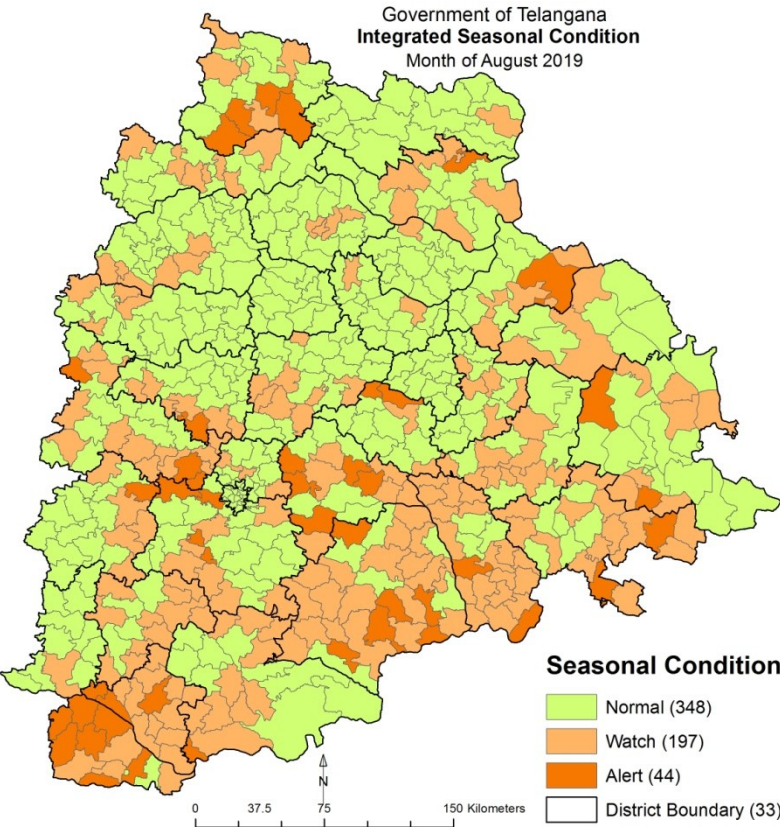 Government of Telangana
Integrated Seasonal Condition
Month of August 2019
Seasonal Condition
Normal (348)
Watch (197)
Alert (44)
District Boundary (33)
N
0 37.5 75 150 Kilometers